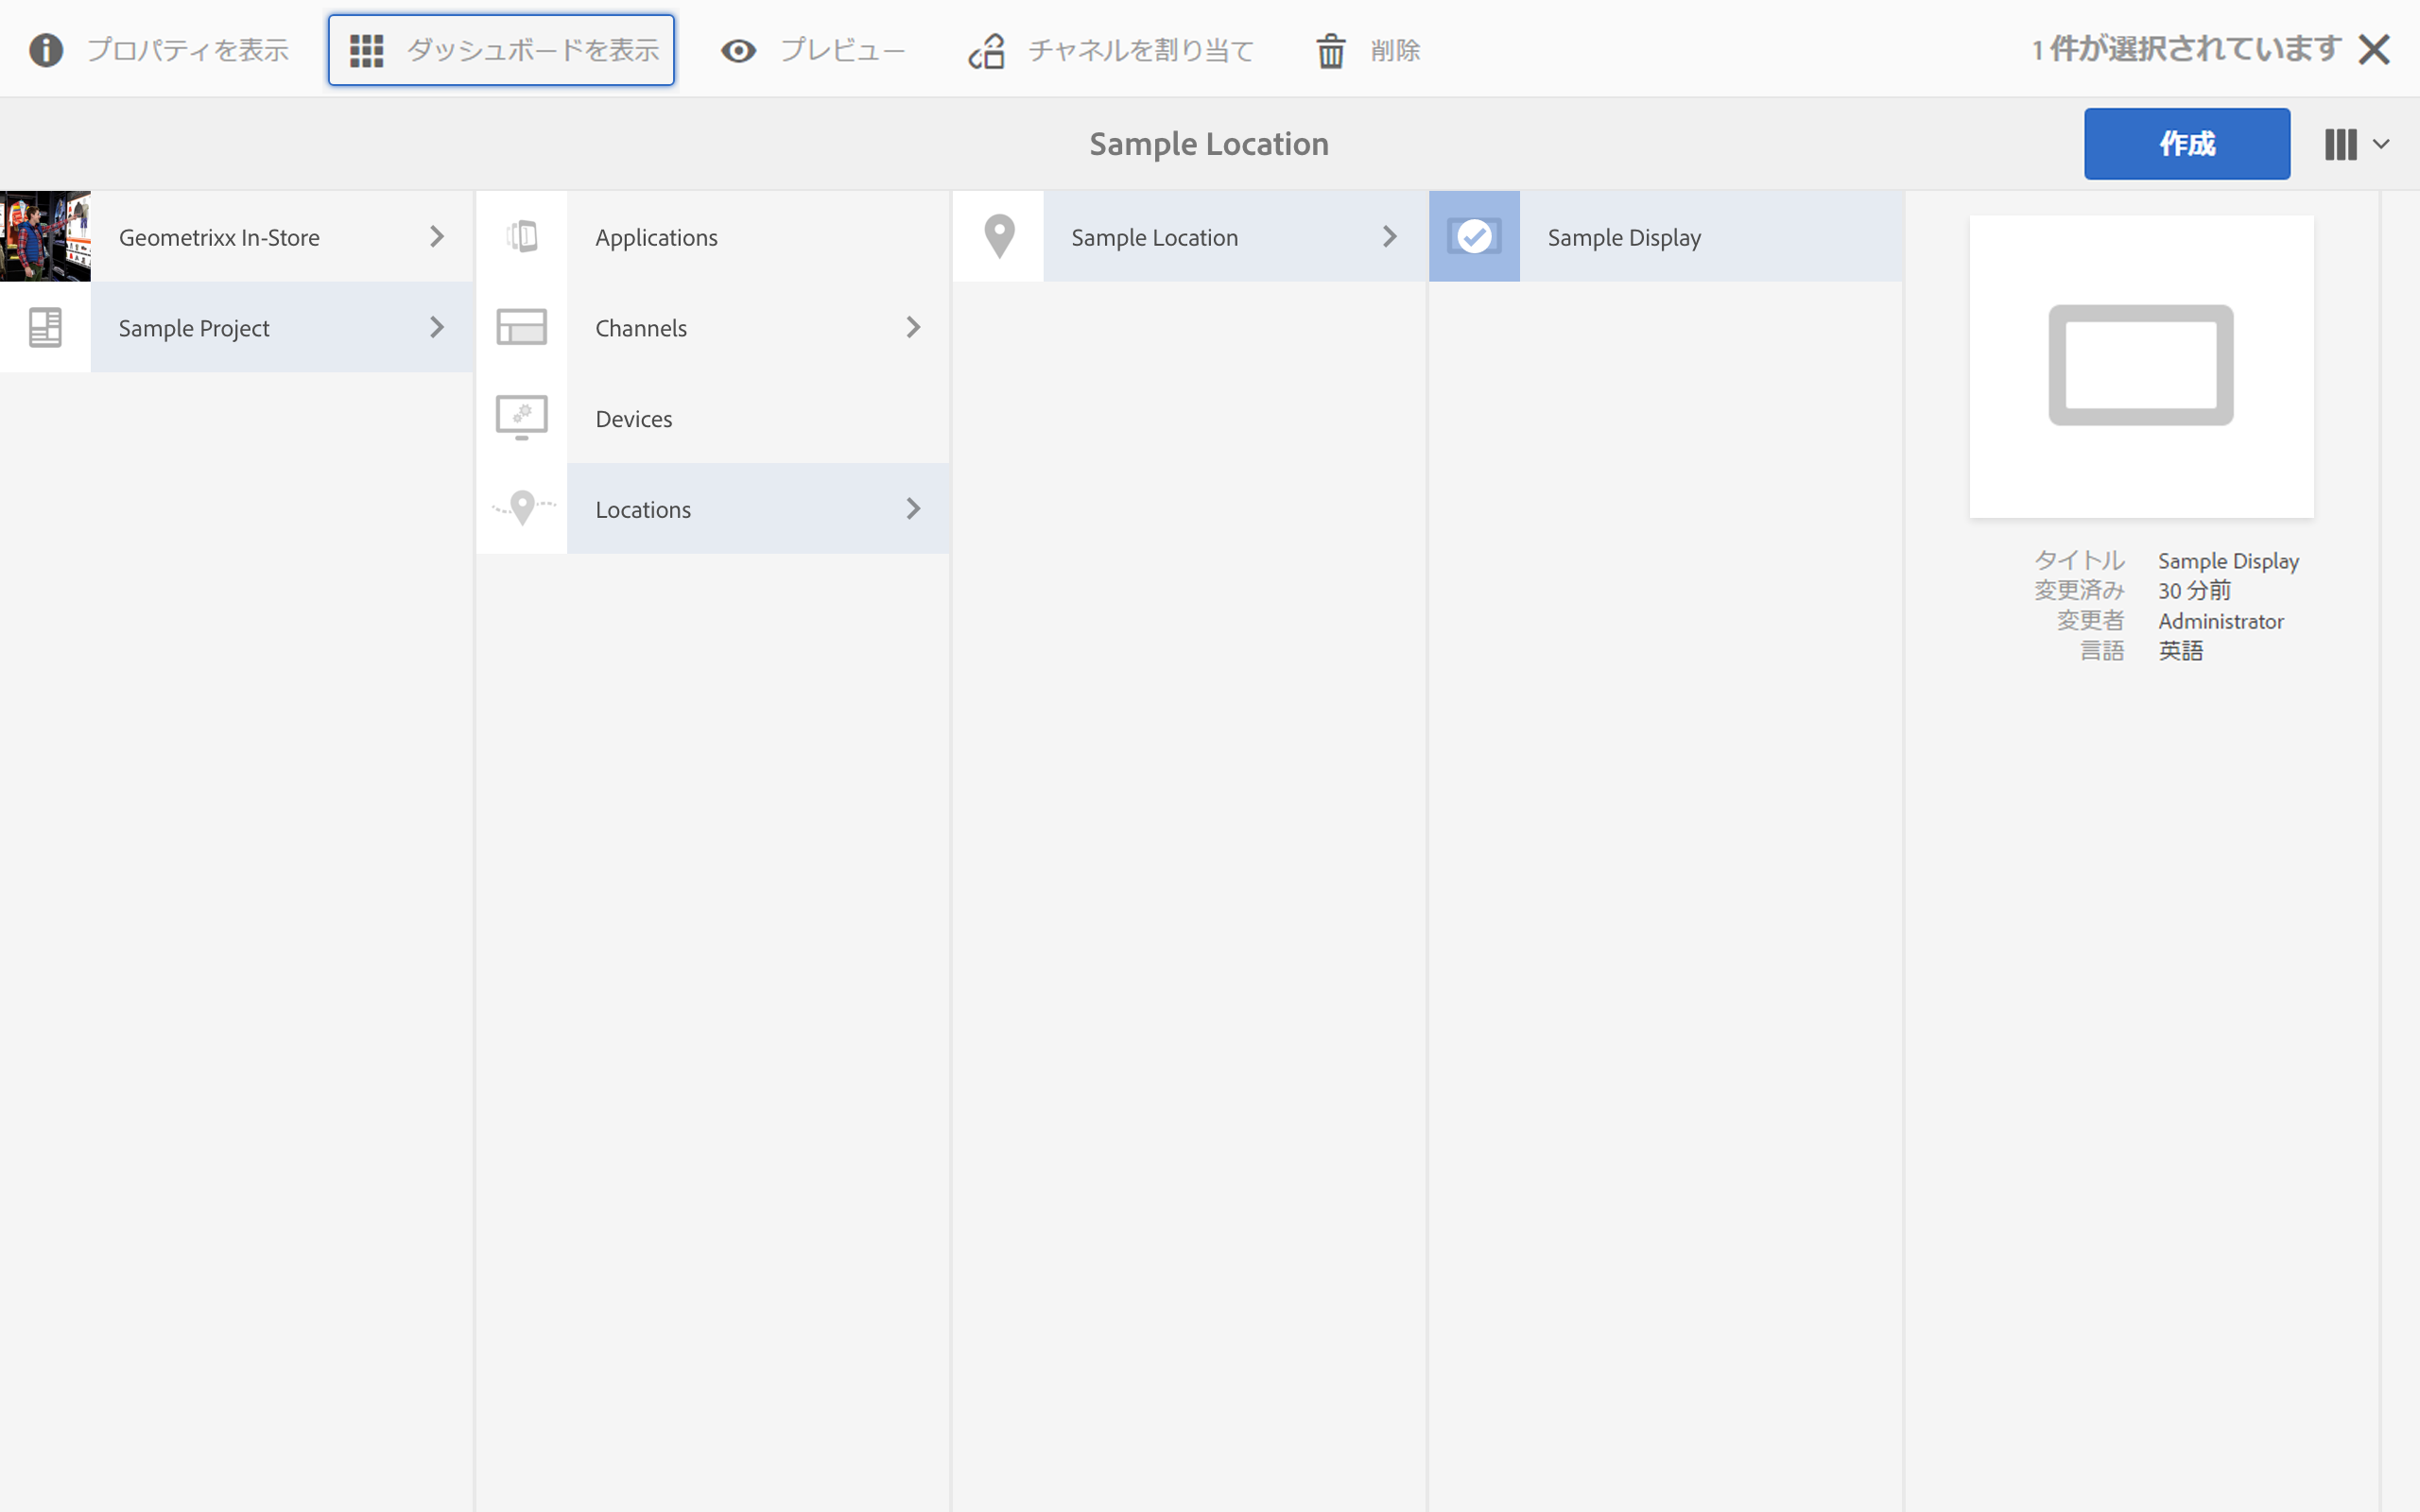 プロパティを表示
ダッシュボードを表示
プレビュー
チャネルを割り当て
削除
1 件が選択されています
Sample Location
作成
Geometrixx In-Store
Sample Project
Applications
Channels
Devices
Locations
Sample Location
Sample Display
タイトル Sample Display
変更済み 30 分前
変更者 Administrator
言語 英語